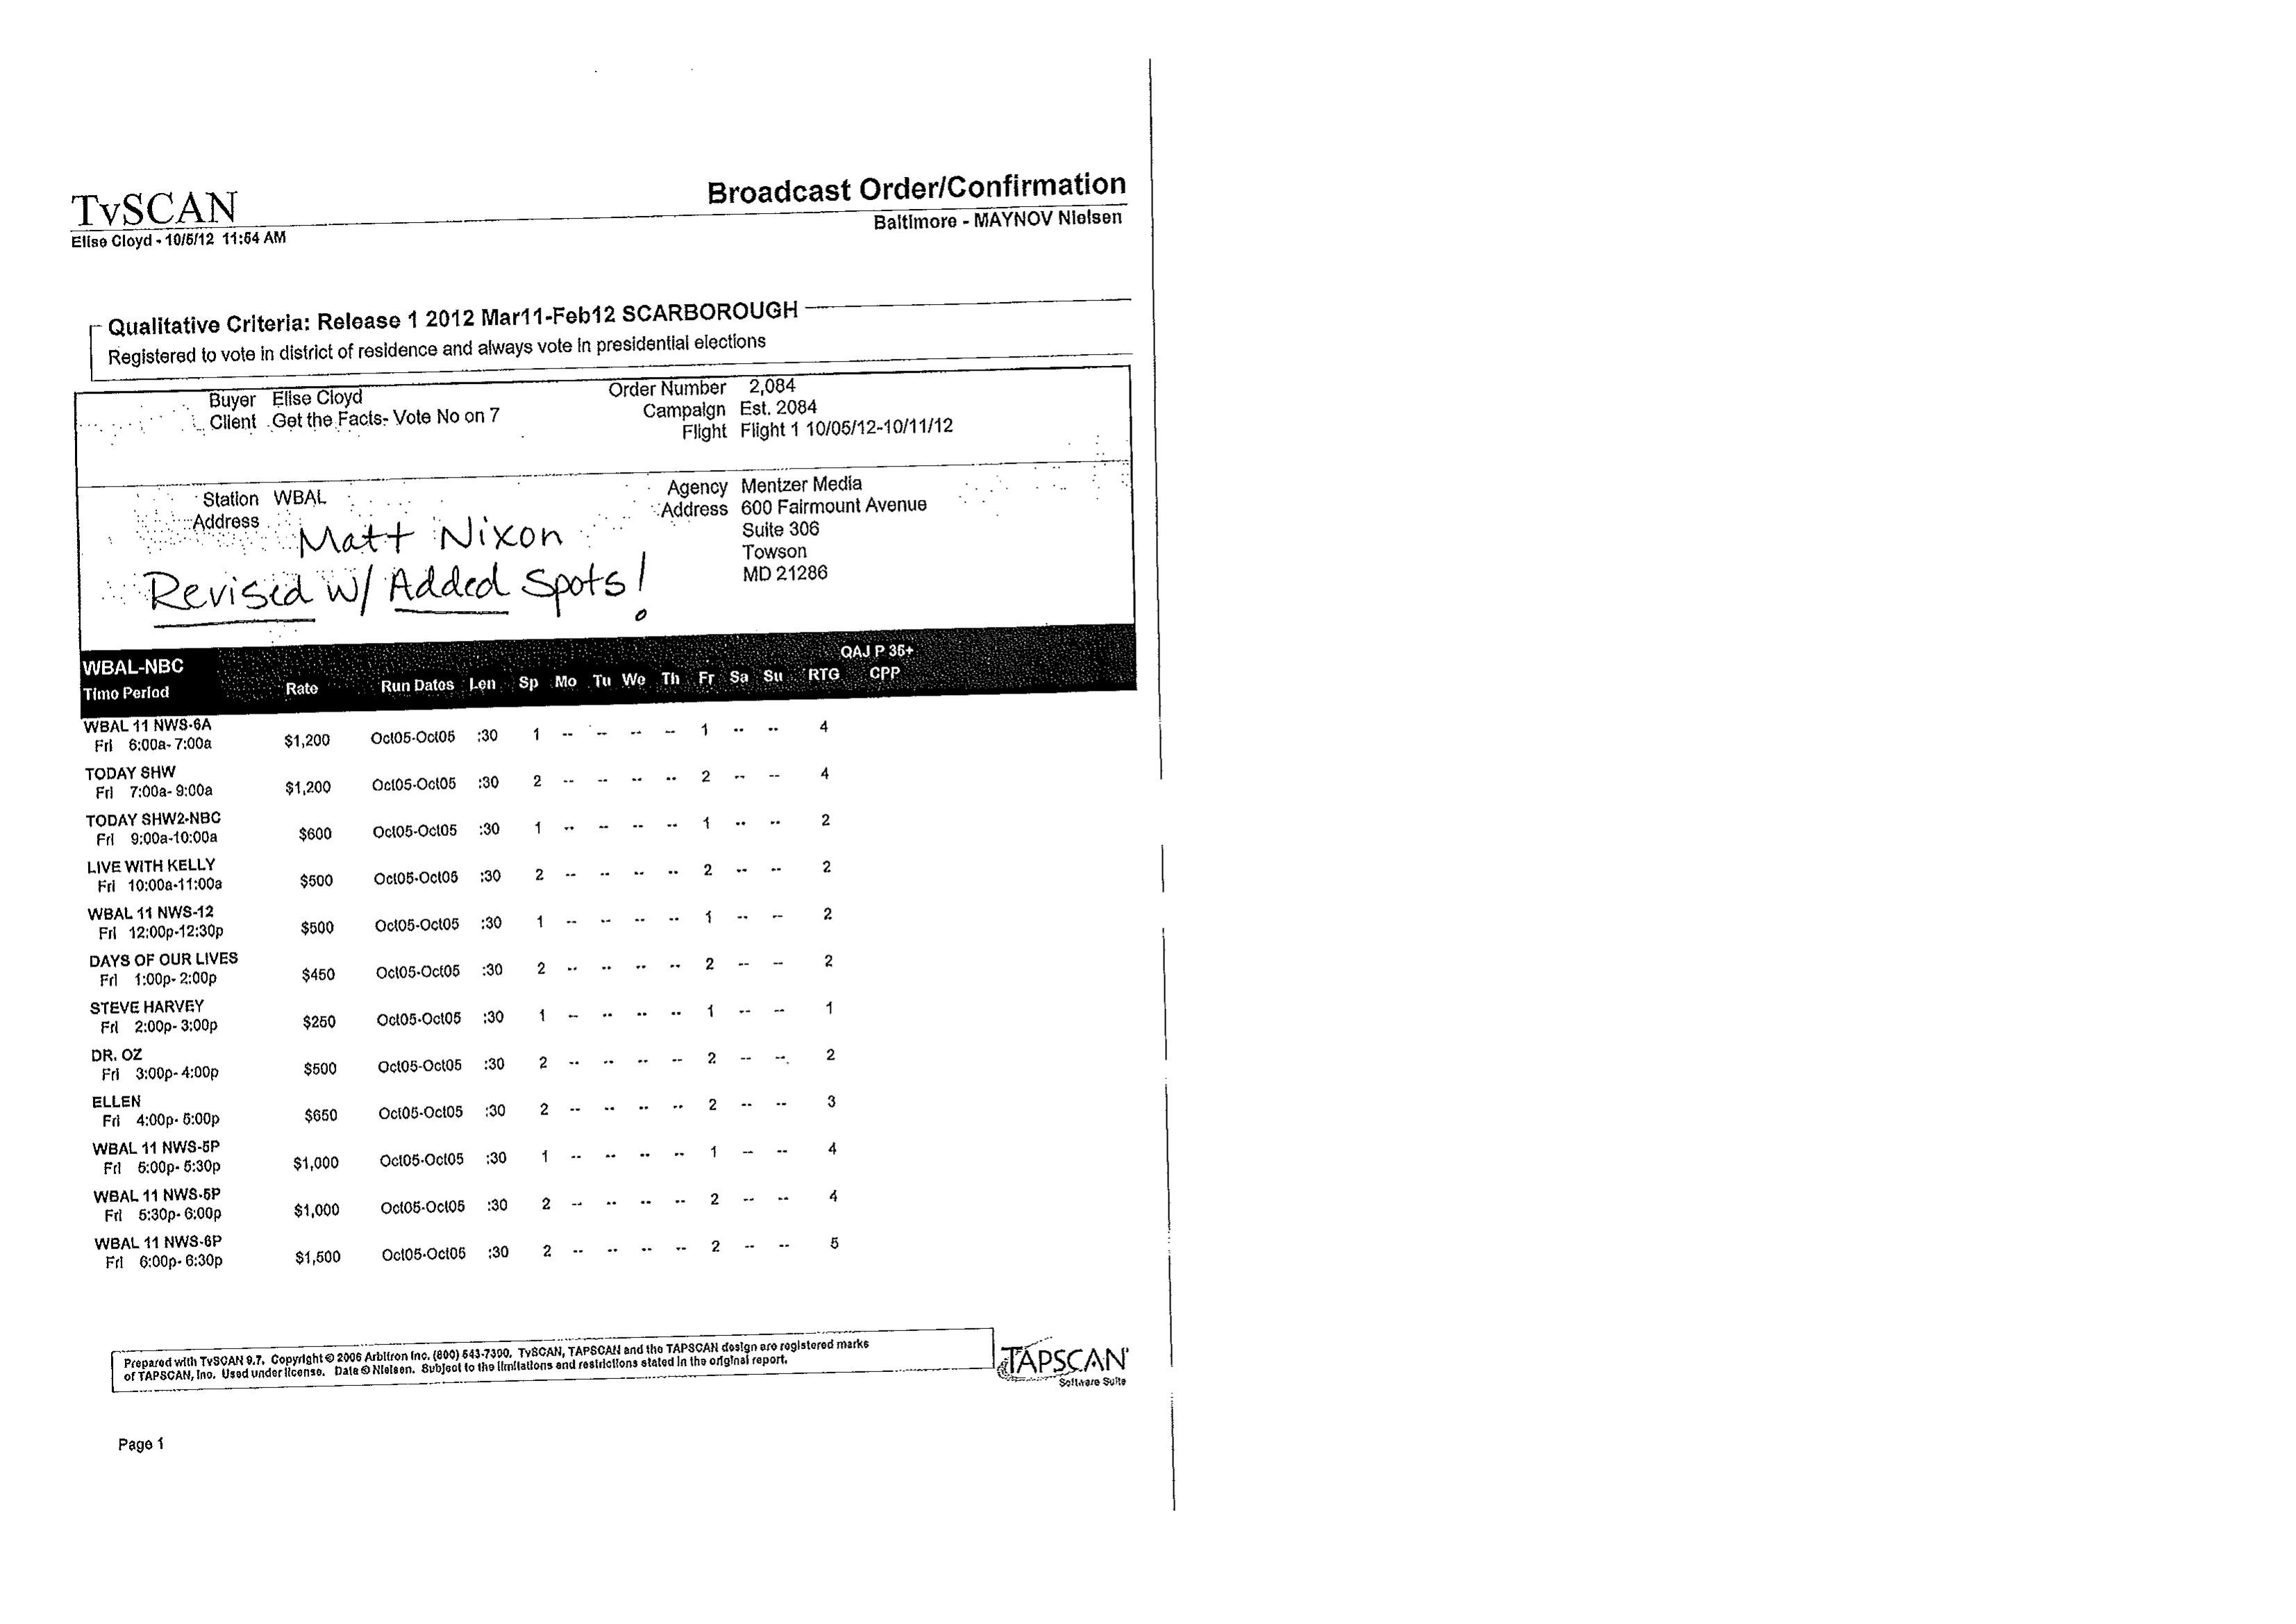 TvSCAN
Broadcast Order/Confirmation
Elise Cloyd - 10/5/12 11:54 AM
Baltimore - MAYNOV Nielsen
Qualitative Criteria: Release 1 2012 Mar11-Feb12 SCARBOROUGH
Registered to vote in district of residence and always vote in presidential elections
Buyer Elise Cloyd
Client Get the Facts- Vote No on 7
Order Number 2,084
Campaign Est. 2084
Flight Flight 1 10/05/12-10/11/12
Station WBAL
Address
Matt Nixon
Revised w/ Added Spots!
Agency Mentzer Media
Address 600 Fairmount Avenue
Suite 306
Towson
MD 21286
WBAL-NBC QAJ P 35+
Time Period Rate Run Dates Len Sp Mo Tu We Th Fr Sa Su RTG CPP
WBAL 11 NWS-6A
Fri 6:00a- 7:00a $1,200 Oct05-Oct05 :30 1 -- -- -- -- 1 -- -- 4
TODAY SHW
Fri 7:00a- 9:00a $1,200 Oct05-Oct05 :30 2 -- -- -- -- 2 -- -- 4
TODAY SHW2-NBC
Fri 9:00a-10:00a $600 Oct05-Oct05 :30 1 -- -- -- -- 1 -- -- 2
LIVE WITH KELLY
Fri 10:00a-11:00a $500 Oct05-Oct05 :30 2 -- -- -- -- 2 -- -- 2
WBAL 11 NWS-12
Fri 12:00p-12:30p $500 Oct05-Oct05 :30 1 -- -- -- -- 1 -- -- 2
DAYS OF OUR LIVES
Fri 1:00p- 2:00p $450 Oct05-Oct05 :30 2 -- -- -- -- 2 -- -- 2
STEVE HARVEY
Fri 2:00p- 3:00p $250 Oct05-Oct05 :30 1 -- -- -- -- 1 -- -- 1
DR. OZ
Fri 3:00p- 4:00p $500 Oct05-Oct05 :30 2 -- -- -- -- 2 -- -- 2
ELLEN
Fri 4:00p- 5:00p $650 Oct05-Oct05 :30 2 -- -- -- -- 2 -- -- 3
WBAL 11 NWS-5P
Fri 5:00p- 5:30p $1,000 Oct05-Oct05 :30 1 -- -- -- -- 1 -- -- 4
WBAL 11 NWS-5P
Fri 5:30p- 6:00p $1,000 Oct05-Oct05 :30 2 -- -- -- -- 2 -- -- 4
WBAL 11 NWS-6P
Fri 6:00p- 6:30p $1,500 Oct05-Oct05 :30 2 -- -- -- -- 2 -- -- 5
Prepared with TvSCAN 9.7. Copyright © 2006 Arbitron Inc. (800) 543-7300. TvSCAN, TAPSCAN and the TAPSCAN design are registered marks
of TAPSCAN, Inc. Used under license. Data © Nielsen. Subject to the limitations and restrictions stated in the original report.
TAPSCAN
Software Suite
Page 1